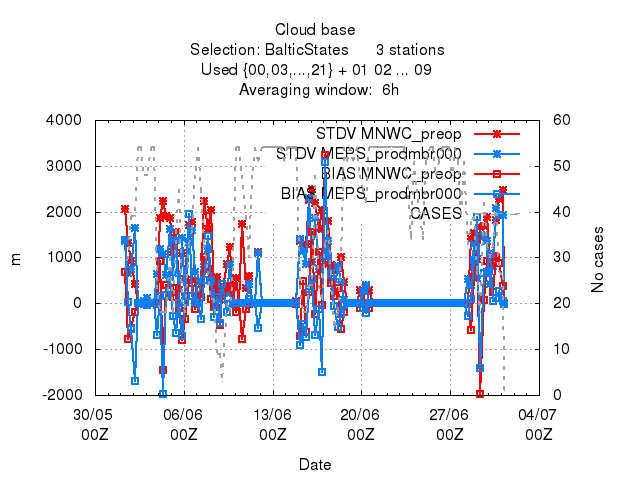 Cloud base
Selection: BalticStates 3 stations
Used {00,03,...,21} + 01 02 ... 09
Averaging window: 6h
4000
3000
2000
1000
0
-1000
-2000
m
60
50
40
30
20
10
0
No cases
STDV MNWC_preop
STDV MEPS_prodmbr000
BIAS MNWC_preop
BIAS MEPS_prodmbr000
CASES
30/05 06/06 13/06 20/06 27/06 04/07
00Z 00Z 00Z 00Z 00Z 00Z
Date